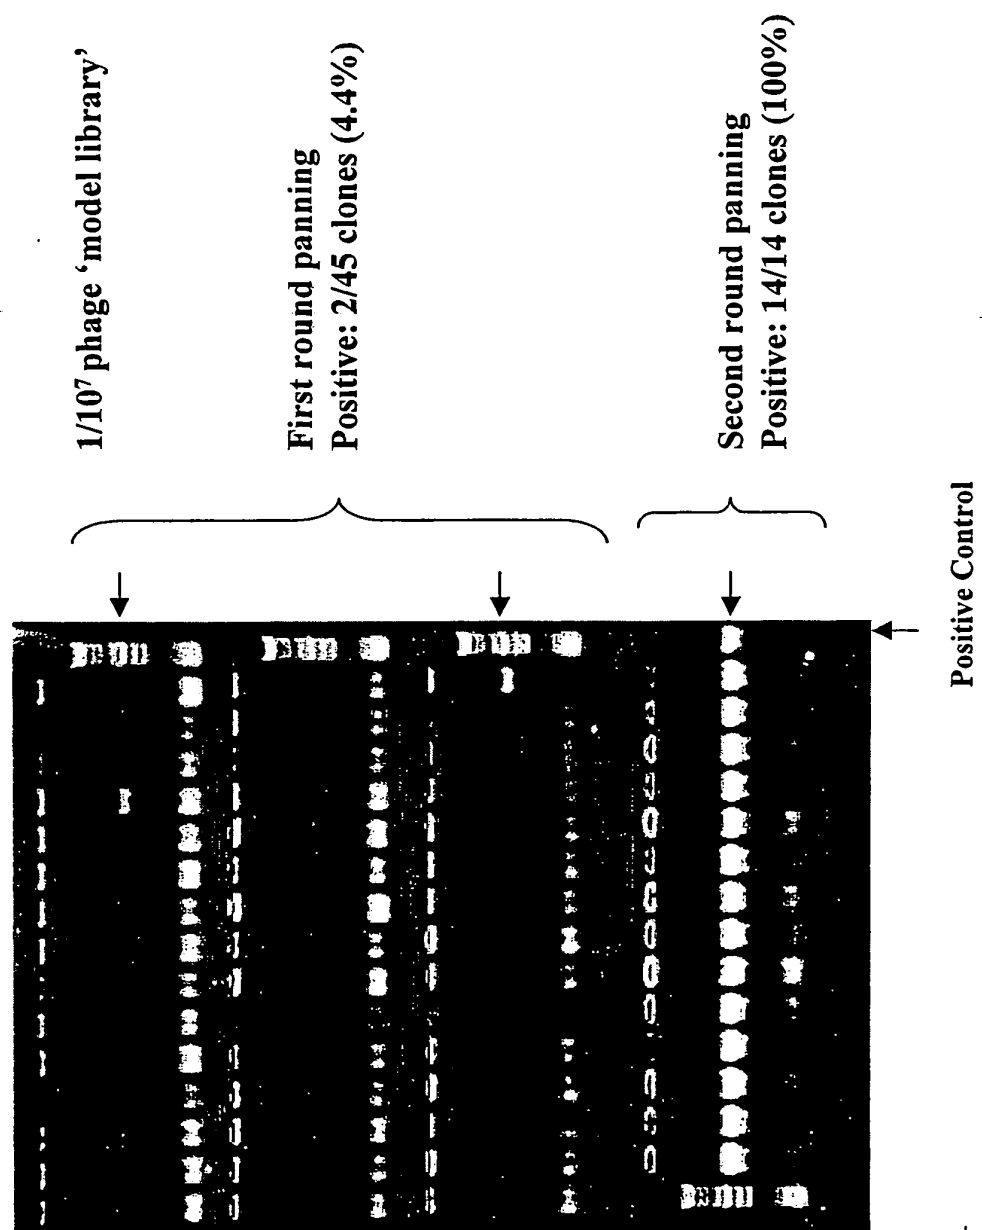 1/10⁷ phage ‘model library’
First round panning
Positive: 2/45 clones (4.4%)
Second round panning
Positive: 14/14 clones (100%)
Positive Control